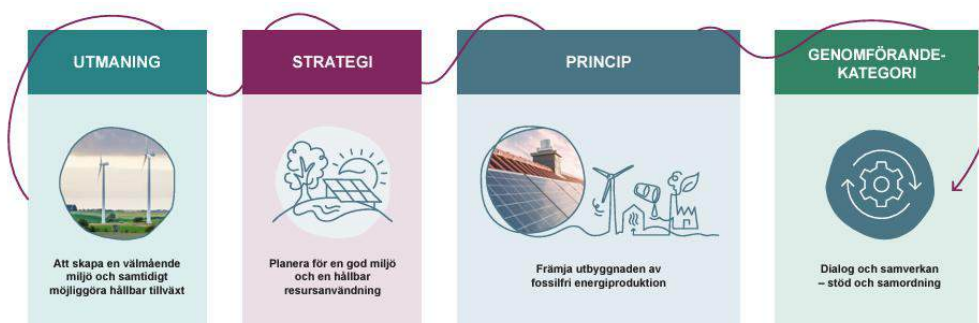 UTMANING
Att skapa en välmående
miljö och samtidigt
möjliggöra hållbar tillväxt
STRATEGI
Planera för en god miljö
och en hållbar
resursanvändning
PRINCIP
Främja utbyggnaden av
fossilfri energiproduktion
GENOMFÖRANDE-
KATEGORI
Dialog och samverkan
– stöd och samordning